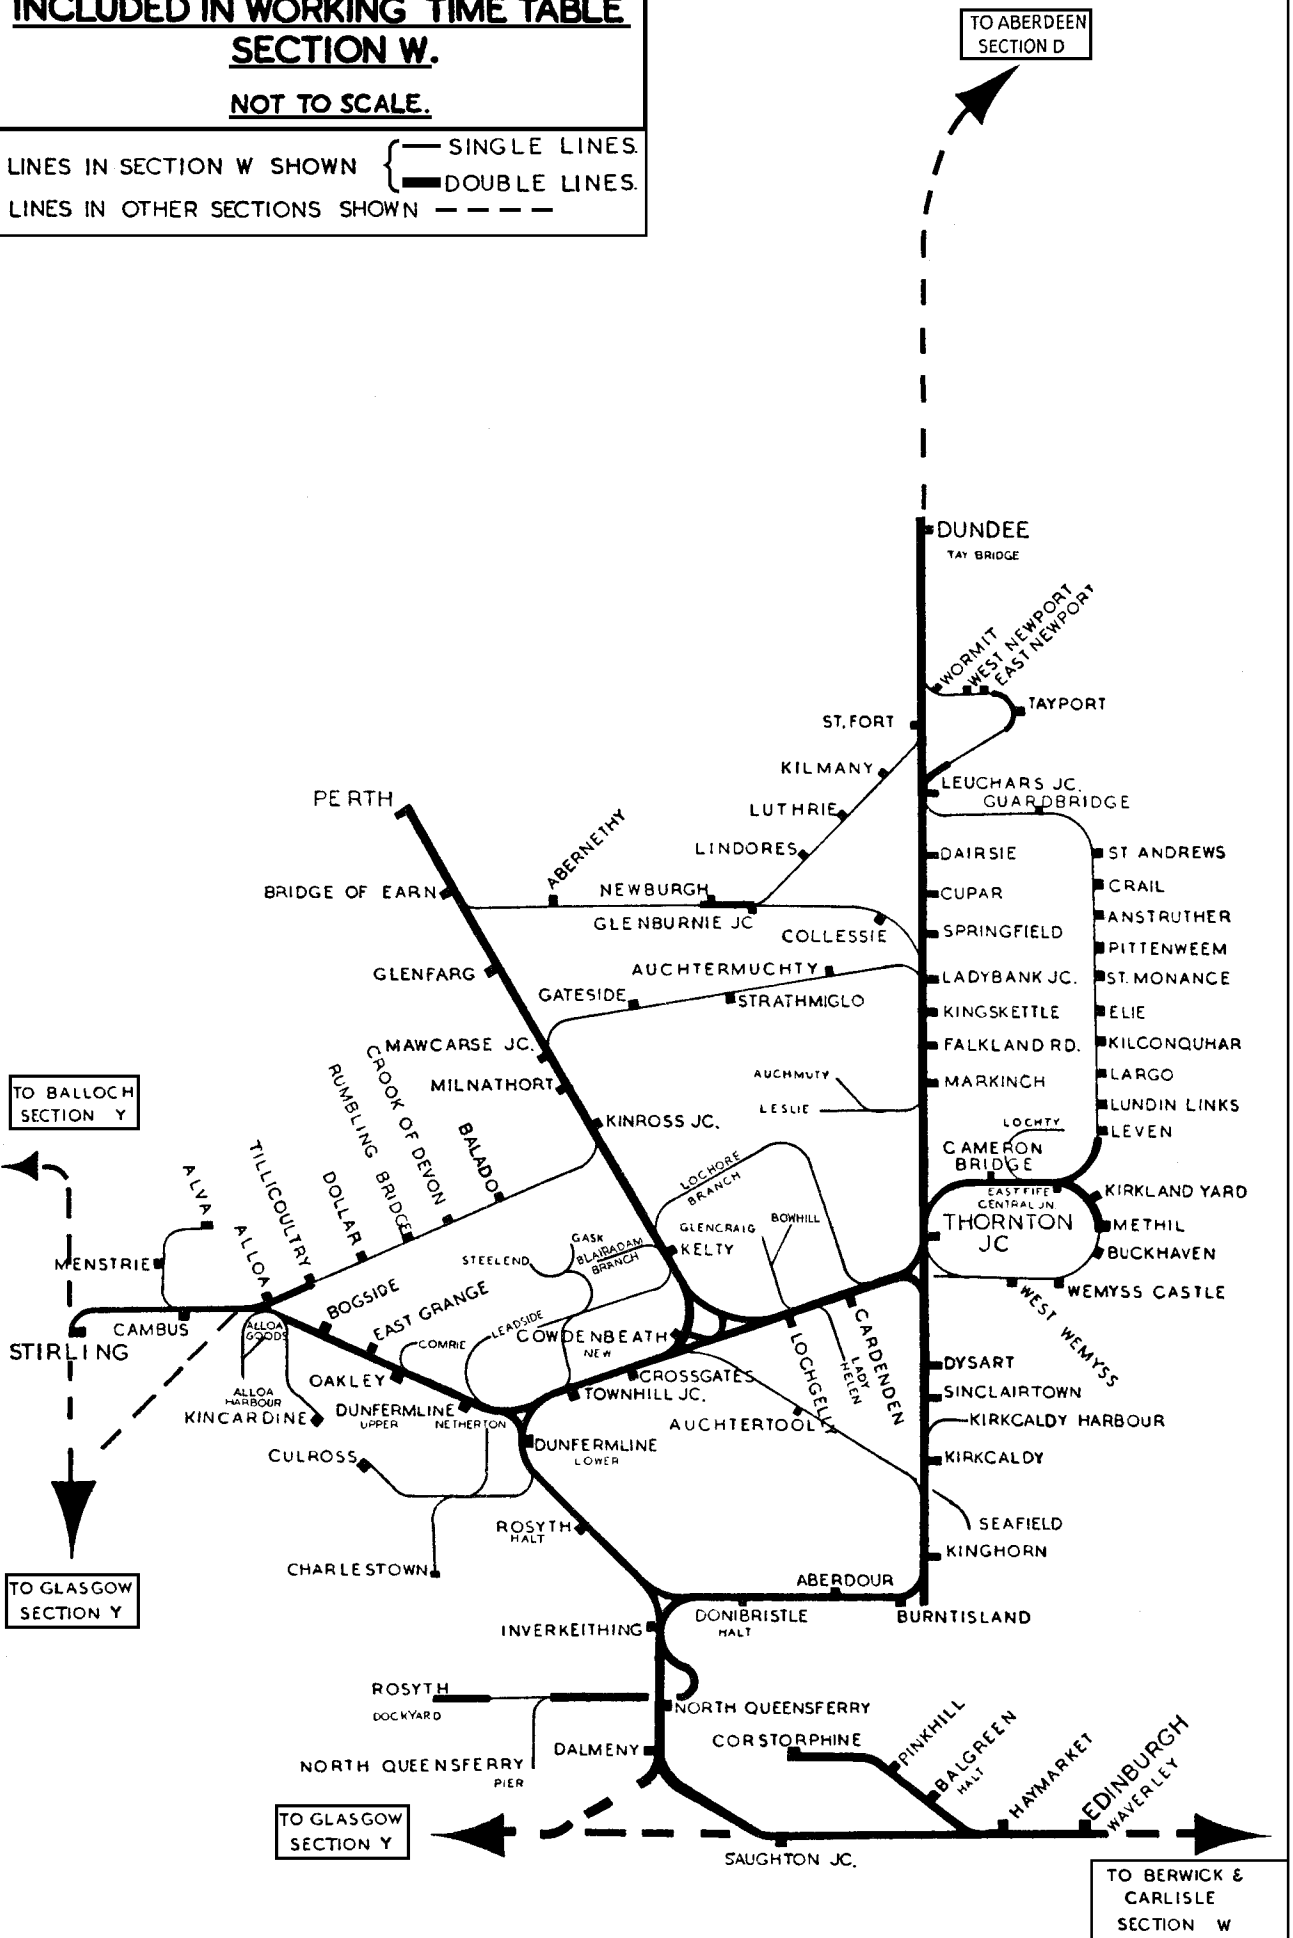 INCLUDED IN WORKING TIME TABLE
SECTION W.
NOT TO SCALE.
LINES IN SECTION W SHOWN
SINGLE LINES.
DOUBLE LINES.
LINES IN OTHER SECTIONS SHOWN
TO ABERDEEN
SECTION D
DUNDEE
TAY BRIDGE
WORMIT
WEST NEWPORT
EAST NEWPORT
TAYPORT
ST. FORT
KILMANY
LUTHRIE
LINDORES
LEUCHARS JC.
GUARDBRIDGE
PERTH
ABERNETHY
BRIDGE OF EARN
NEWBURGH
GLENBURNIE JC
COLLESSIE
DAIRSIE
CUPAR
SPRINGFIELD
LADYBANK JC.
KINGSKETTLE
FALKLAND RD.
MARKINCH
ST ANDREWS
CRAIL
ANSTRUTHER
PITTENWEEM
ST. MONANCE
ELIE
KILCONQUHAR
LARGO
LUNDIN LINKS
LEVEN
GLENFARG
AUCHTERMUCHTY
GATESIDE
STRATHMIGLO
MAWCARSE JC.
MILNATHORT
KINROSS JC.
AUCHMUTY
LESLIE
LOCHTY
CAMERON
BRIDGE
EAST FIFE
CENTRAL JN.
KIRKLAND YARD
METHIL
BUCKHAVEN
THORNTON
JC
WEMYSS CASTLE
WEST WEMYSS
TO BALLOCH
SECTION Y
ALVA
MENSTRIE
ALLOA
TILLICOULTRY
DOLLAR
RUMBLING BRIDGE
CROOK OF DEVON
BALADO
LOCHORE
BRANCH
GLENCRAIG
BOWHILL
KELTY
GASK
BLAIRADAM
BRANCH
STEELEND
BOGSIDE
EAST GRANGE
COMRIE
LEADSIDE
COWDENBEATH
NEW
CAMBUS
STIRLING
ALLOA
GOODS
ALLOA
HARBOUR
KINCARDINE
OAKLEY
DUNFERMLINE
UPPER
NETHERTON
CROSSGATES
TOWNHILL JC.
AUCHTERTOOL
LOCHGELLY
LADY
HELEN
CARDENDEN
DYSART
SINCLAIRTOWN
KIRKCALDY HARBOUR
KIRKCALDY
SEAFIELD
KINGHORN
CULROSS
DUNFERMLINE
LOWER
ROSYTH
HALT
CHARLESTOWN
TO GLASGOW
SECTION Y
ABERDOUR
DONIBRISTLE
HALT
BURNTISLAND
INVERKEITHING
ROSYTH
DOCKYARD
NORTH QUEENSFERRY
NORTH QUEENSFERRY
PIER
DALMENY
CORSTORPHINE
PINKHILL
BALGREEN
HALT
HAYMARKET
EDINBURGH
WAVERLEY
TO GLASGOW
SECTION Y
SAUGHTON JC.
TO BERWICK &
CARLISLE
SECTION W